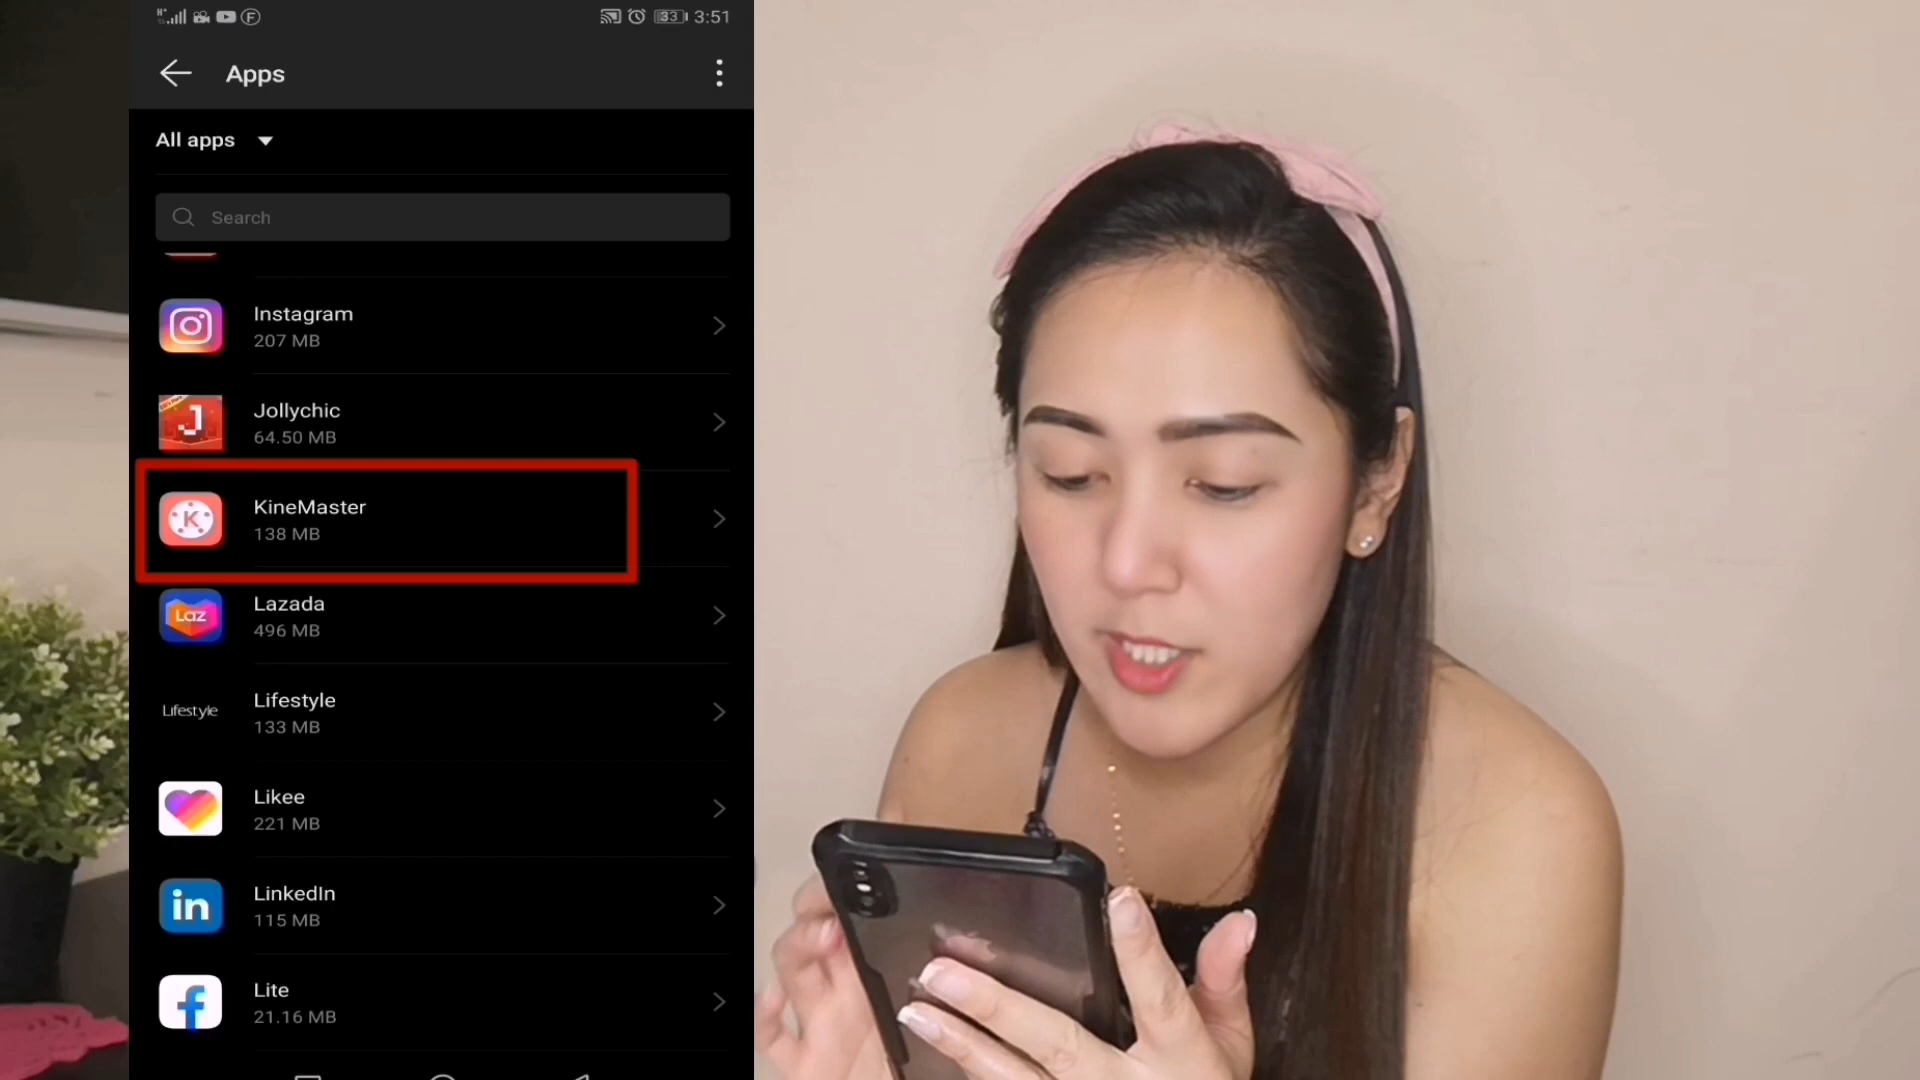 33 3:51
Apps
All apps
Search
Instagram
207 MB
J
Jollychic
64.50 MB
K
KineMaster
138 MB
Laz
Lazada
496 MB
Lifestyle
Lifestyle
133 MB
Likee
221 MB
in
LinkedIn
115 MB
f
Lite
21.16 MB